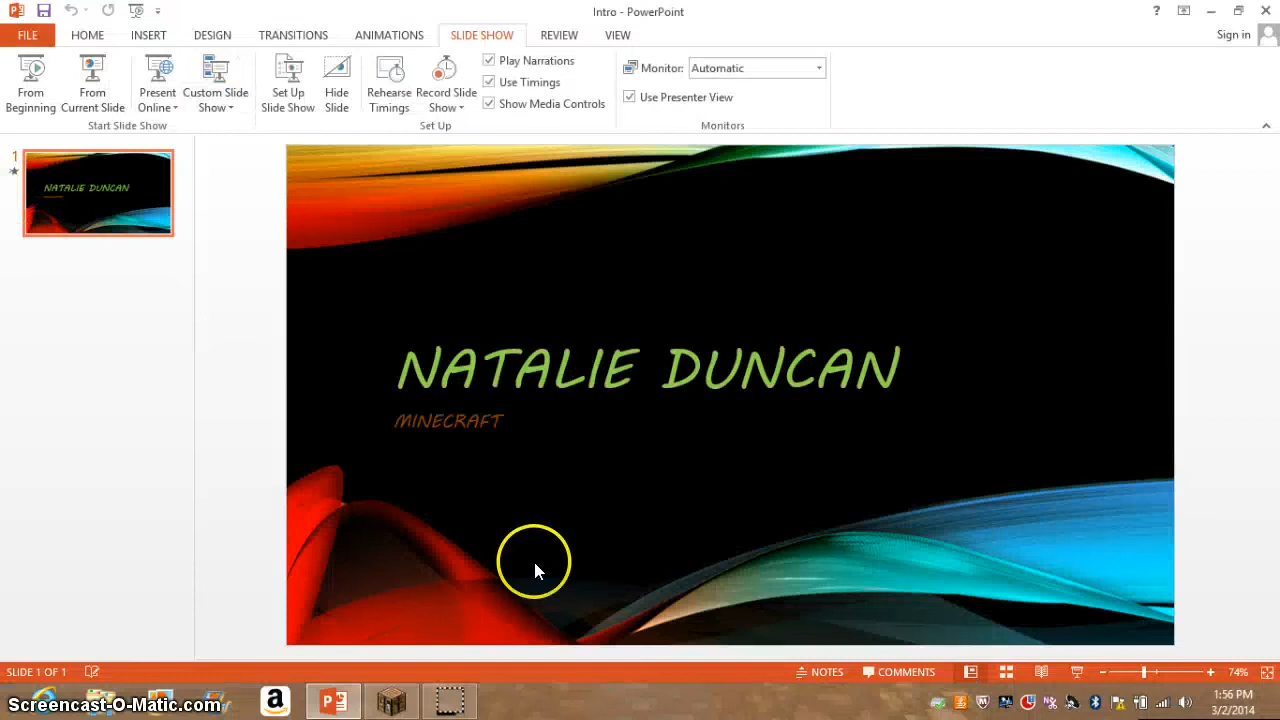 Intro - PowerPoint
?
FILE HOME INSERT DESIGN TRANSITIONS ANIMATIONS SLIDE SHOW REVIEW VIEW Sign in
From Beginning
From Current Slide
Present Online
Custom Slide Show
Set Up Slide Show
Hide Slide
Rehearse Timings
Record Slide Show
Play Narrations
Use Timings
Show Media Controls
Monitor: Automatic
Use Presenter View
Start Slide Show
Set Up
Monitors
1
NATALIE DUNCAN
NATALIE DUNCAN
MINECRAFT
SLIDE 1 OF 1 NOTES COMMENTS 74%
Screencast-O-Matic.com
a
1:56 PM
3/2/2014